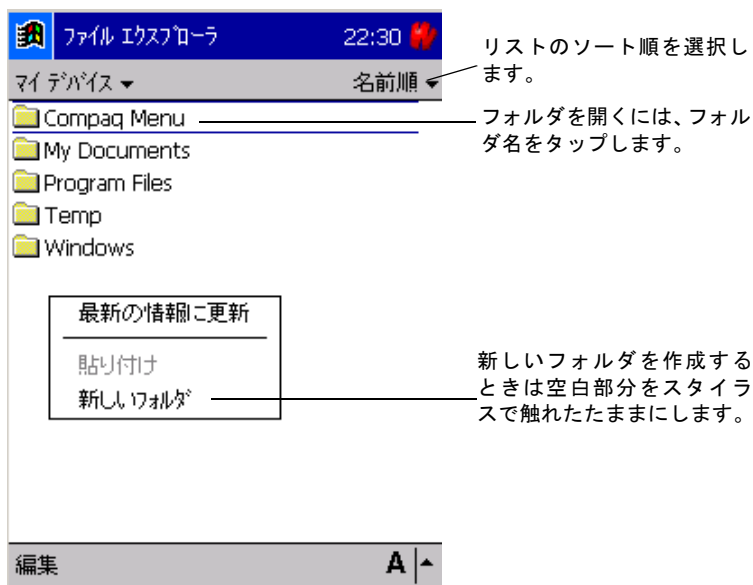 ﾌｧｲﾙ ｴｸｽﾌﾟﾛｰﾗ 22:30
ﾏｲ ﾃﾞﾊﾞｲｽ 名前順
Compaq Menu
My Documents
Program Files
Temp
Windows
最新の情報に更新
貼り付け
新しいﾌｫﾙﾀﾞ
編集 A
リストのソート順を選択し
ます。
フォルダを開くには、フォル
ダ名をタップします。
新しいフォルダを作成する
ときは空白部分をスタイラ
スで触れたたままにします。